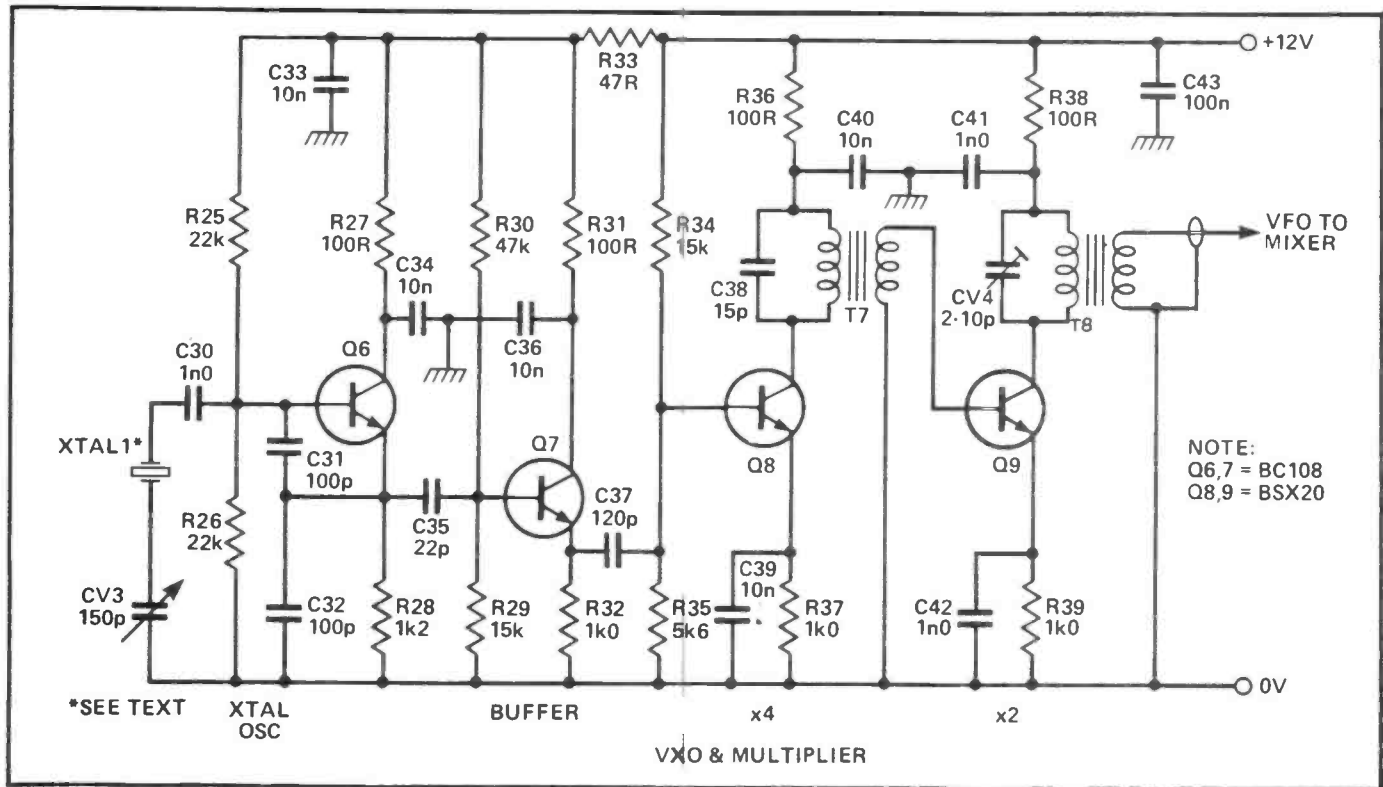 R33
47R
+12V
C33
10n
R36
100R
C40
10n
C41
1n0
R38
100R
C43
100n
R25
22k
R27
100R
R30
47k
R31
100R
R34
15k
C34
10n
C36
10n
C38
15p
T7
CV4
2·10p
T8
VFO TO
MIXER
C30
1n0
Q6
XTAL1*
C31
100p
Q7
Q8
Q9
NOTE:
Q6,7 = BC108
Q8,9 = BSX20
R26
22k
C35
22p
C37
120p
CV3
150p
C32
100p
R28
1k2
R29
15k
R32
1k0
R35
5k6
C39
10n
R37
1k0
C42
1n0
R39
1k0
0V
*SEE TEXT
XTAL
OSC
BUFFER
x4
x2
VXO & MULTIPLIER